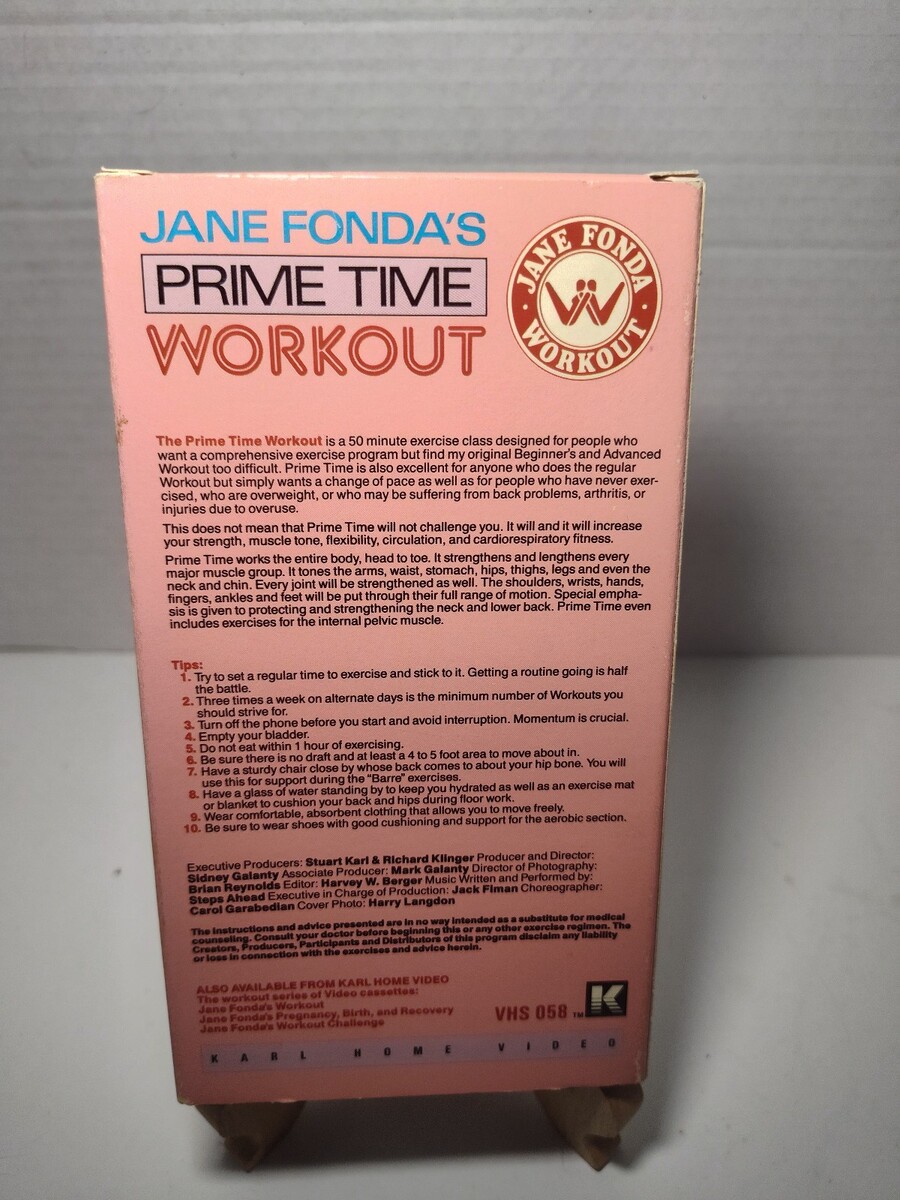 JANE FONDA'S
PRIME TIME
WORKOUT
JANE FONDA
WORKOUT
The Prime Time Workout is a 50 minute exercise class designed for people who
want a comprehensive exercise program but find my original Beginner's and Advanced
Workout too difficult. Prime Time is also excellent for anyone who does the regular
Workout but simply wants a change of pace as well as for people who have never exer-
cised, who are overweight, or who may be suffering from back problems, arthritis, or
injuries due to overuse.
This does not mean that Prime Time will not challenge you. It will and it will increase
your strength, muscle tone, flexibility, circulation, and cardiorespiratory fitness.
Prime Time works the entire body, head to toe. It strengthens and lengthens every
major muscle group. It tones the arms, waist, stomach, hips, thighs, legs and even the
neck and chin. Every joint will be strengthened as well. The shoulders, wrists, hands,
fingers, ankles and feet will be put through their full range of motion. Special empha-
sis is given to protecting and strengthening the neck and lower back. Prime Time even
includes exercises for the internal pelvic muscle.
Tips:
1. Try to set a regular time to exercise and stick to it. Getting a routine going is half
the battle.
2. Three times a week on alternate days is the minimum number of Workouts you
should strive for.
3. Turn off the phone before you start and avoid interruption. Momentum is crucial.
4. Empty your bladder.
5. Do not eat within 1 hour of exercising.
6. Be sure there is no draft and at least a 4 to 5 foot area to move about in.
7. Have a sturdy chair close by whose back comes to about your hip bone. You will
use this for support during the "Barre" exercises.
8. Have a glass of water standing by to keep you hydrated as well as an exercise mat
or blanket to cushion your back and hips during floor work.
9. Wear comfortable, absorbent clothing that allows you to move freely.
10. Be sure to wear shoes with good cushioning and support for the aerobic section.
Executive Producers: Stuart Karl & Richard Klinger Producer and Director:
Sidney Galanty Associate Producer: Mark Galanty Director of Photography:
Brian Reynolds Editor: Harvey W. Berger Music Written and Performed by:
Steps Ahead Executive in Charge of Production: Jack Fiman Choreographer:
Carol Garabedian Cover Photo: Harry Langdon
The instructions and advice presented are in no way intended as a substitute for medical
counseling. Consult your doctor before beginning this or any other exercise regimen. The
Creators, Producers, Participants and Distributors of this program disclaim any liability
or loss in connection with the exercises and advice herein.
ALSO AVAILABLE FROM KARL HOME VIDEO
The workout series of Video cassettes:
Jane Fonda's Workout
Jane Fonda's Pregnancy, Birth, and Recovery
Jane Fonda's Workout Challenge
VHS 058 TM K
KARL HOME VIDEO